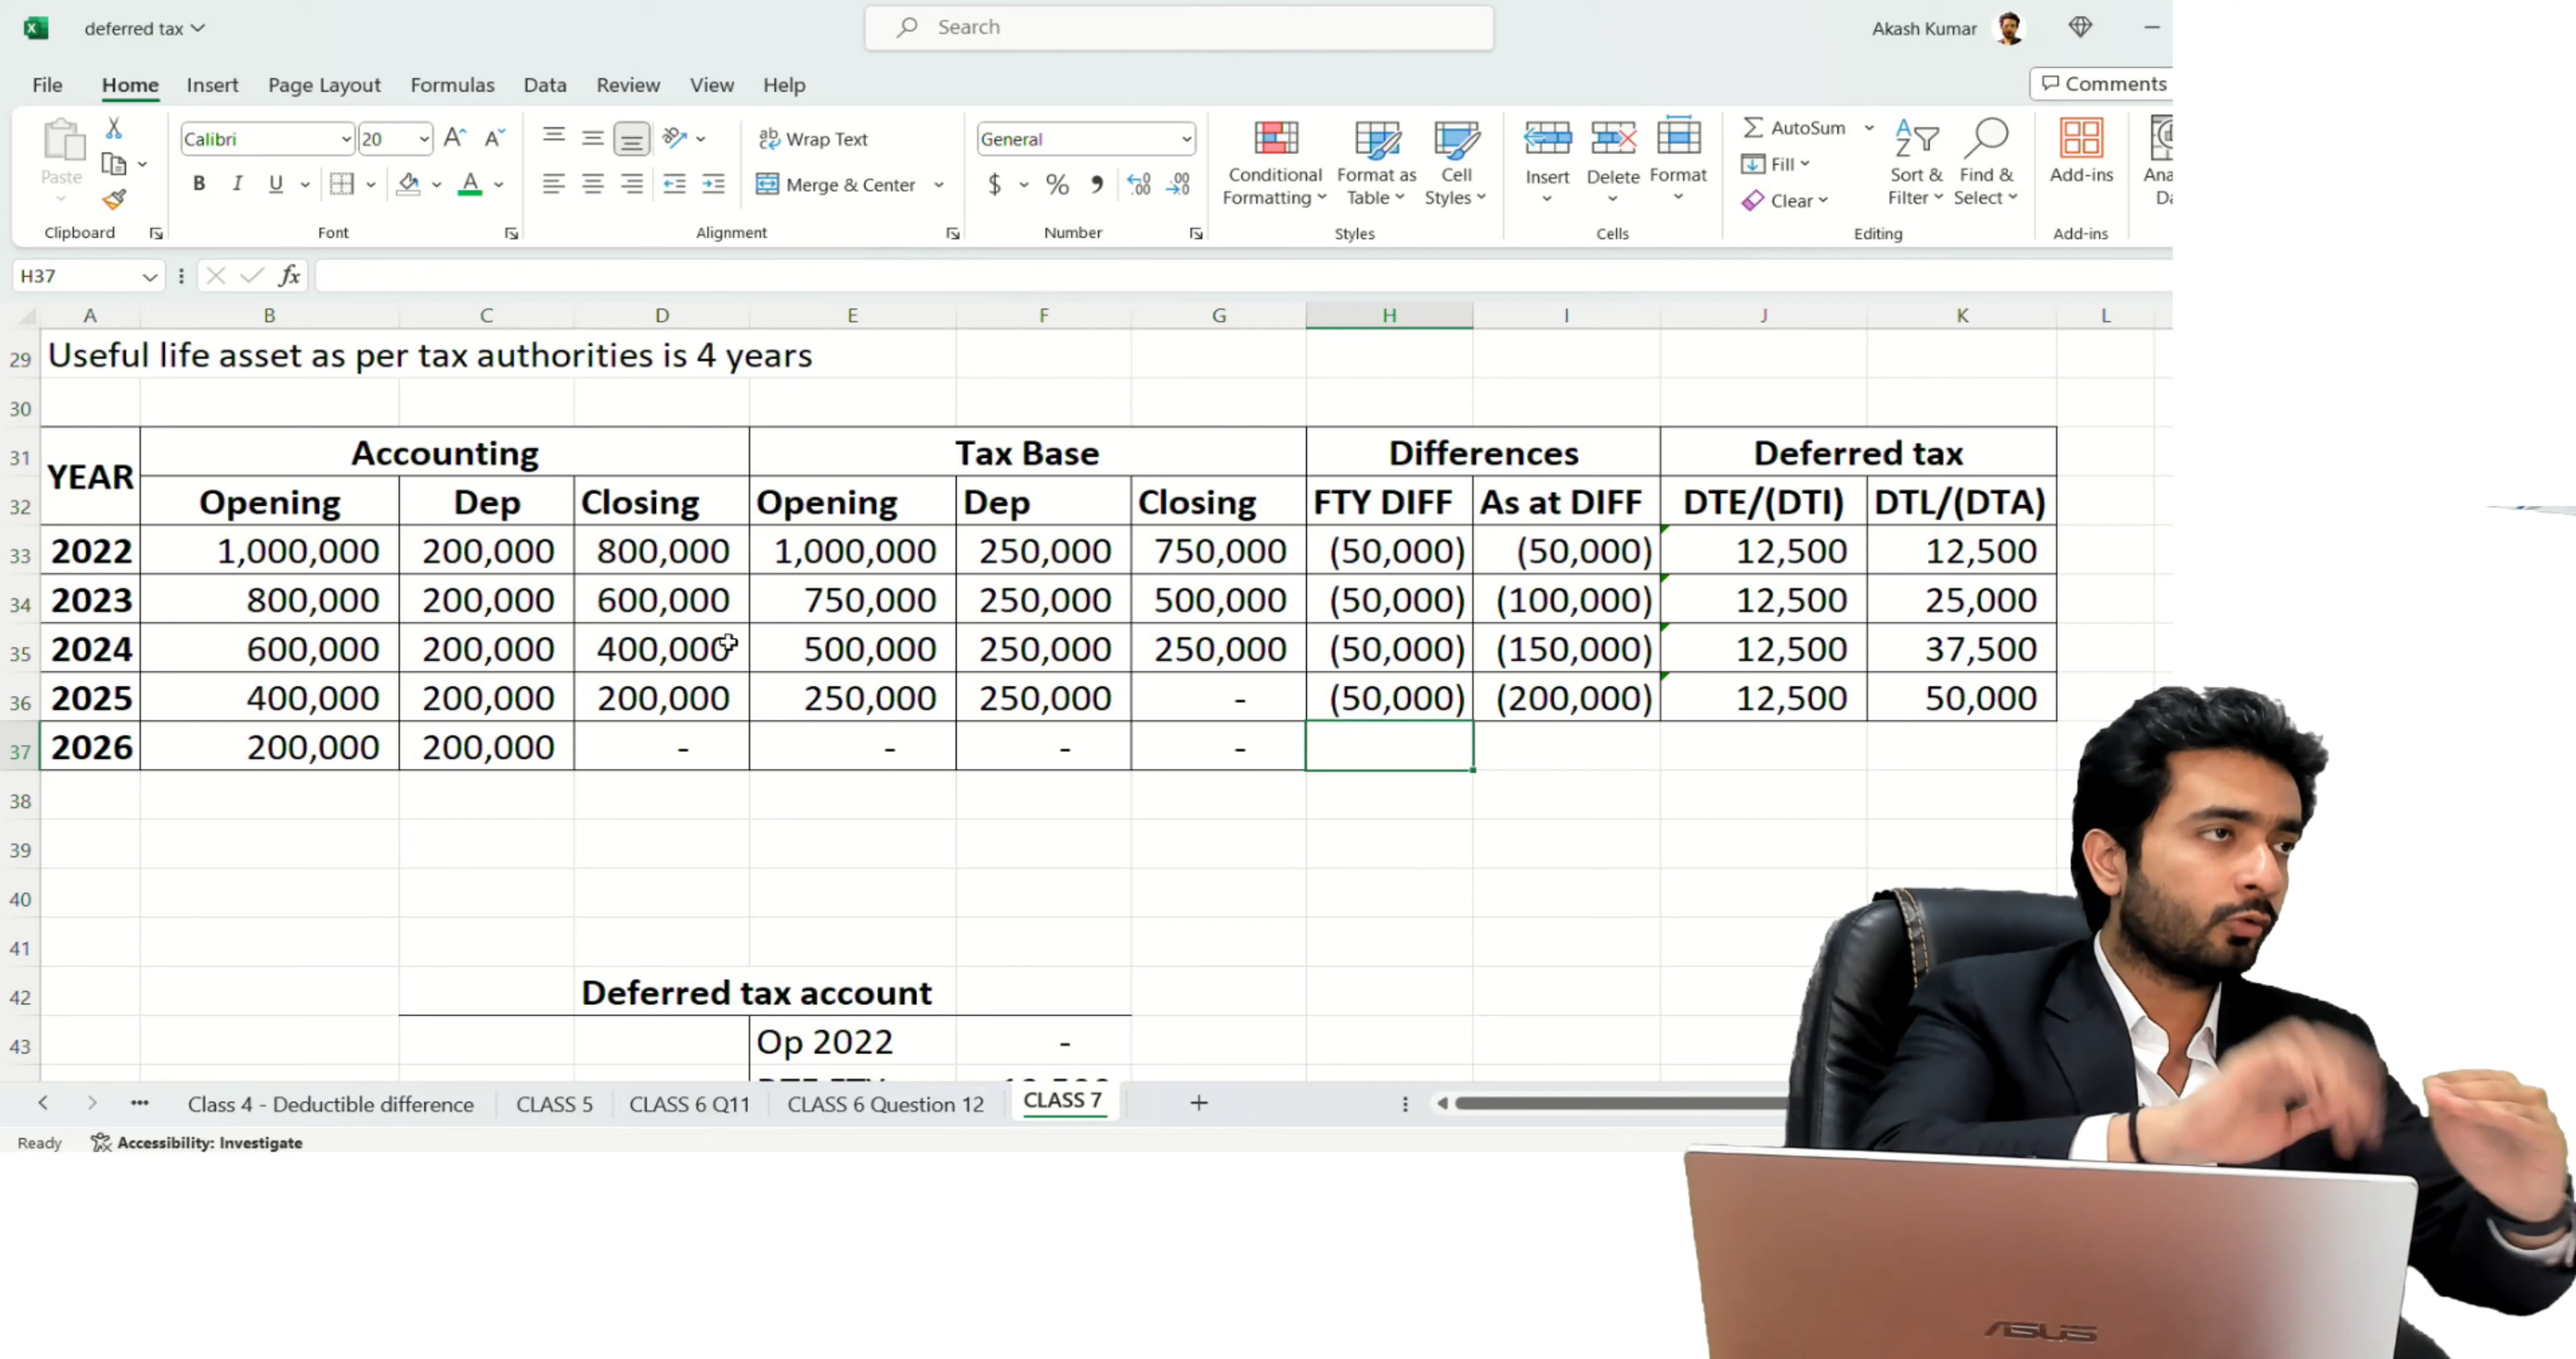 deferred tax
Search
Akash Kumar
File Home Insert Page Layout Formulas Data Review View Help
Comments
Paste
Clipboard
Calibri 20
B I U
Font
Wrap Text
Merge & Center
Alignment
General
$ % ,
Number
Conditional Formatting
Format as Table
Cell Styles
Styles
Insert Delete Format
Cells
AutoSum
Fill
Clear
Sort & Filter
Find & Select
Editing
Add-ins
Add-ins
H37 fx
A B C D E F G H I J K L
29 Useful life asset as per tax authorities is 4 years
30
31 YEAR Accounting Tax Base Differences Deferred tax
32 Opening Dep Closing Opening Dep Closing FTY DIFF As at DIFF DTE/(DTI) DTL/(DTA)
33 2022 1,000,000 200,000 800,000 1,000,000 250,000 750,000 (50,000) (50,000) 12,500 12,500
34 2023 800,000 200,000 600,000 750,000 250,000 500,000 (50,000) (100,000) 12,500 25,000
35 2024 600,000 200,000 400,000 500,000 250,000 250,000 (50,000) (150,000) 12,500 37,500
36 2025 400,000 200,000 200,000 250,000 250,000 - (50,000) (200,000) 12,500 50,000
37 2026 200,000 200,000 - - - -
38
39
40
41
42 Deferred tax account
43 Op 2022 -
Class 4 - Deductible difference CLASS 5 CLASS 6 Q11 CLASS 6 Question 12 CLASS 7
Ready Accessibility: Investigate
ASUS